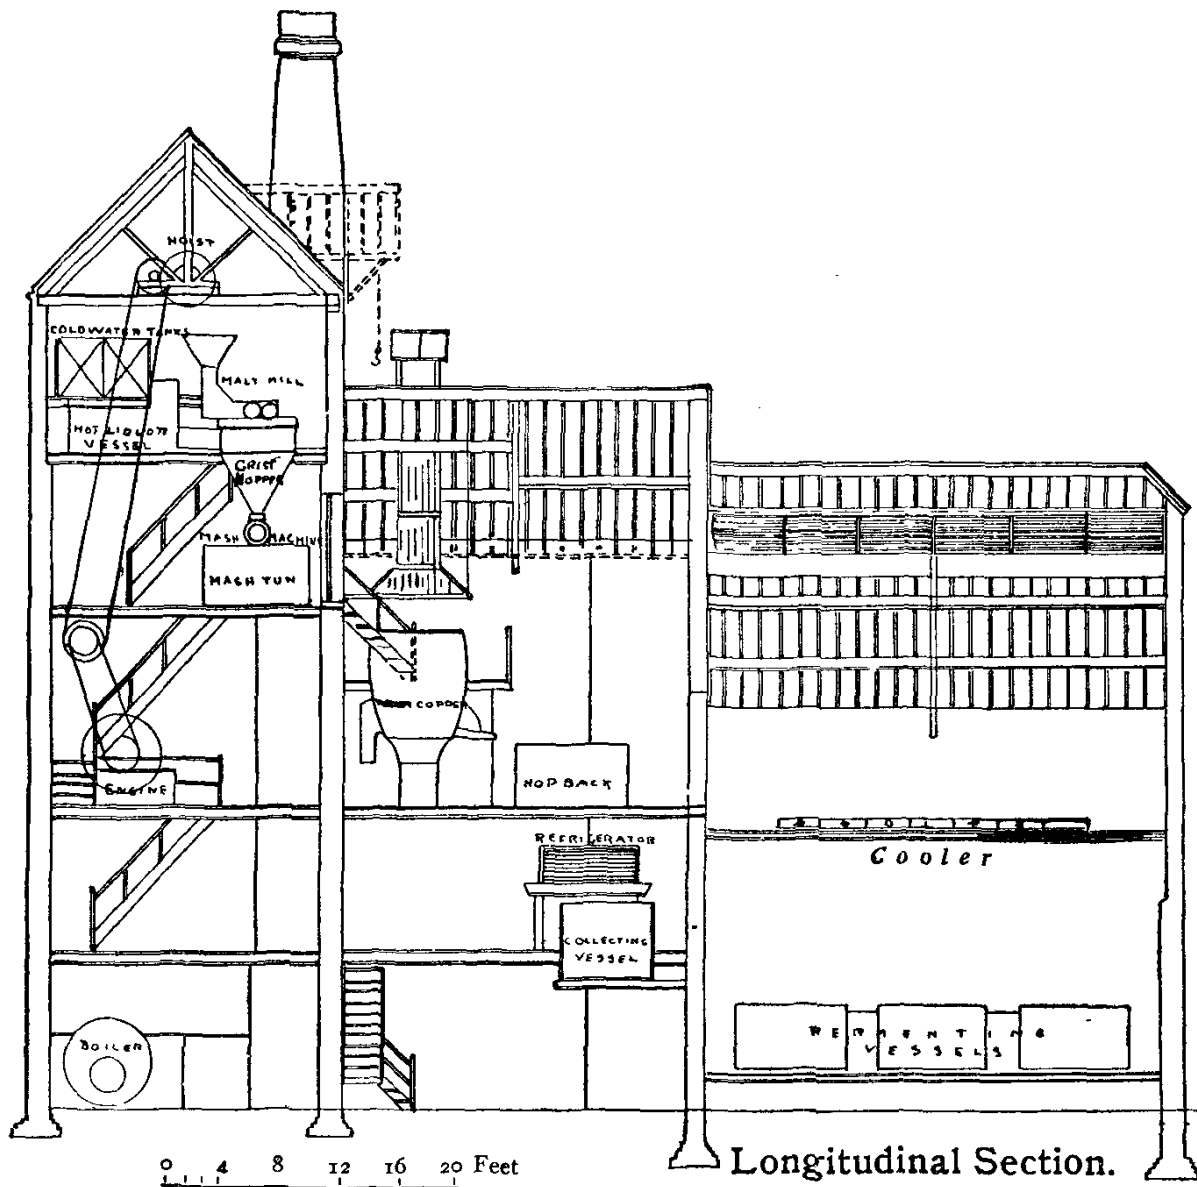 HOIST
COLD WATER TANKS
MALT MILL
HOT LIQUOR
VESSEL
GRIST
HOPPER
MASH MACHINE
MASH TUN
COPPER
ENGINE
HOP BACK
REFRIGERATOR
Cooler
COLLECTING
VESSEL
FERMENTING
VESSELS
BOILER
0 4 8 12 16 20 Feet
Longitudinal Section.